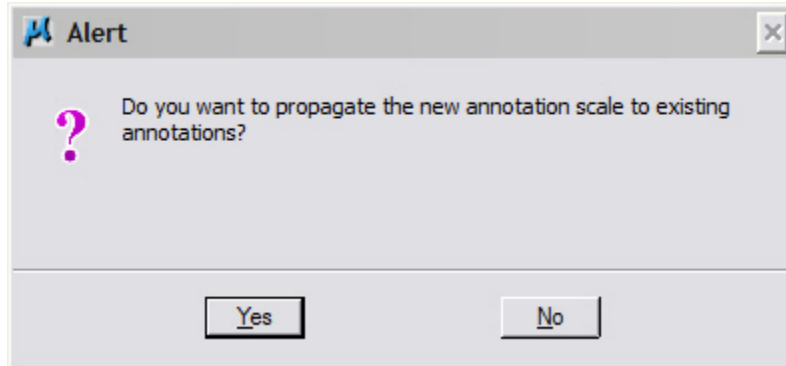 Alert
Do you want to propagate the new annotation scale to existing
annotations?
Yes
No